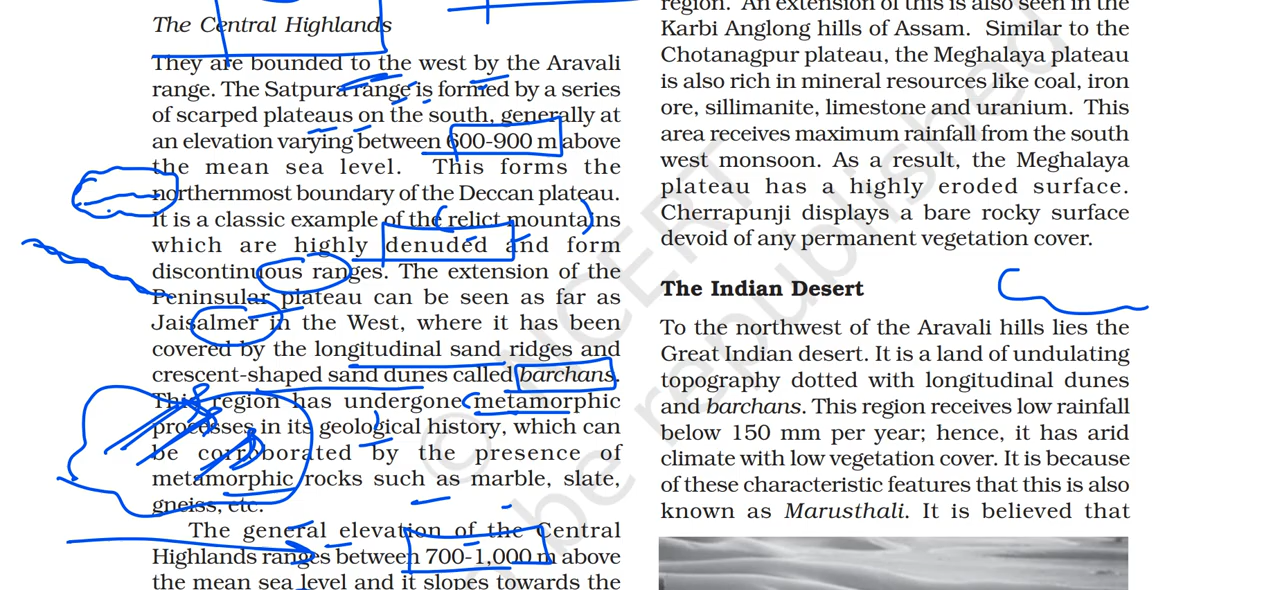 The Central Highlands
They are bounded to the west by the Aravali
range. The Satpura range is formed by a series
of scarped plateaus on the south, generally at
an elevation varying between 600-900 m above
the mean sea level. This forms the
northernmost boundary of the Deccan plateau.
It is a classic example of the relict mountains
which are highly denuded and form
discontinuous ranges. The extension of the
Peninsular plateau can be seen as far as
Jaisalmer in the West, where it has been
covered by the longitudinal sand ridges and
crescent-shaped sand dunes called barchans.
This region has undergone metamorphic
processes in its geological history, which can
be corroborated by the presence of
metamorphic rocks such as marble, slate,
gneiss, etc.
The general elevation of the Central
Highlands ranges between 700-1,000 m above
the mean sea level and it slopes towards the
region. An extension of this is also seen in the
Karbi Anglong hills of Assam. Similar to the
Chotanagpur plateau, the Meghalaya plateau
is also rich in mineral resources like coal, iron
ore, sillimanite, limestone and uranium. This
area receives maximum rainfall from the south
west monsoon. As a result, the Meghalaya
plateau has a highly eroded surface.
Cherrapunji displays a bare rocky surface
devoid of any permanent vegetation cover.
The Indian Desert
To the northwest of the Aravali hills lies the
Great Indian desert. It is a land of undulating
topography dotted with longitudinal dunes
and barchans. This region receives low rainfall
below 150 mm per year; hence, it has arid
climate with low vegetation cover. It is because
of these characteristic features that this is also
known as Marusthali. It is believed that
© NCERT
be republished